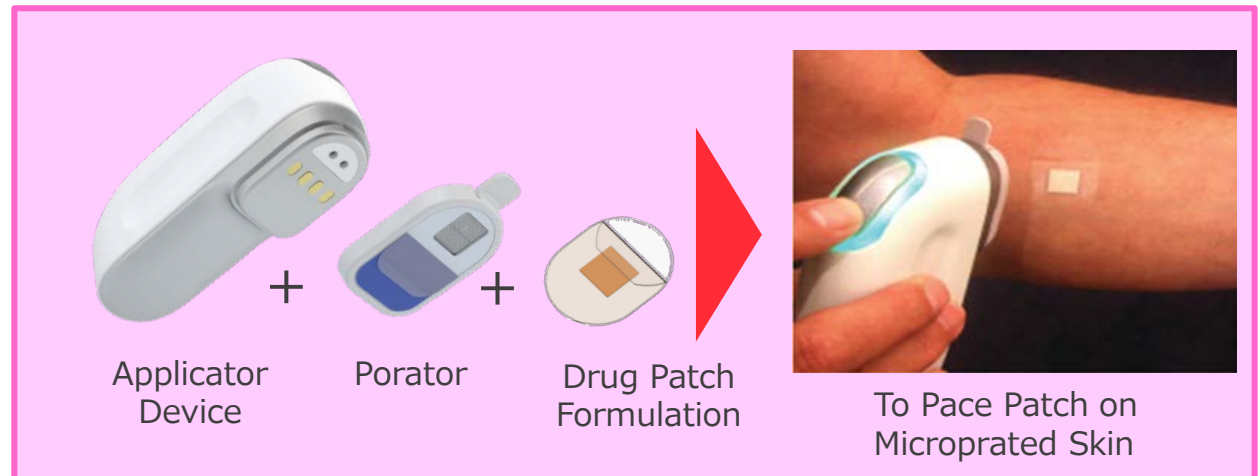 +
+
Applicator
Device
Porator
Drug Patch
Formulation
To Pace Patch on
Microprated Skin